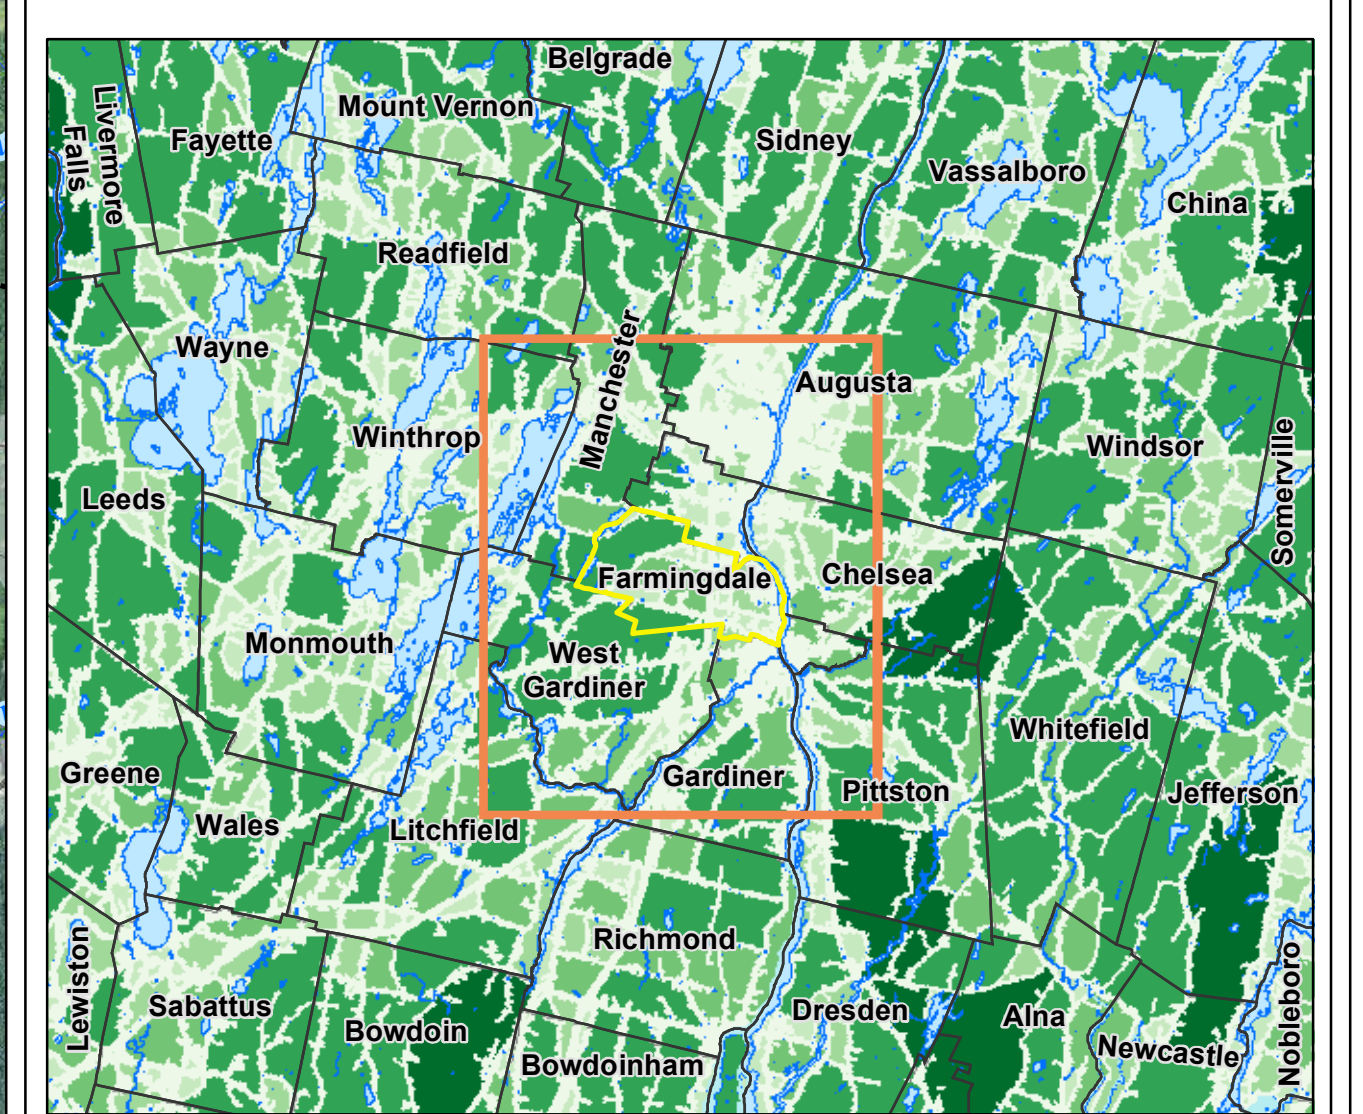 Belgrade
Mount Vernon
Livermore
Falls
Fayette
Sidney
Vassalboro
China
Readfield
Wayne
Manchester
Augusta
Winthrop
Windsor
Somerville
Leeds
Farmingdale
Chelsea
Monmouth
West
Gardiner
Whitefield
Greene
Gardiner
Pittston
Jefferson
Wales
Litchfield
Richmond
Lewiston
Sabattus
Bowdoin
Dresden
Alna
Nobleboro
Newcastle
Bowdoinham